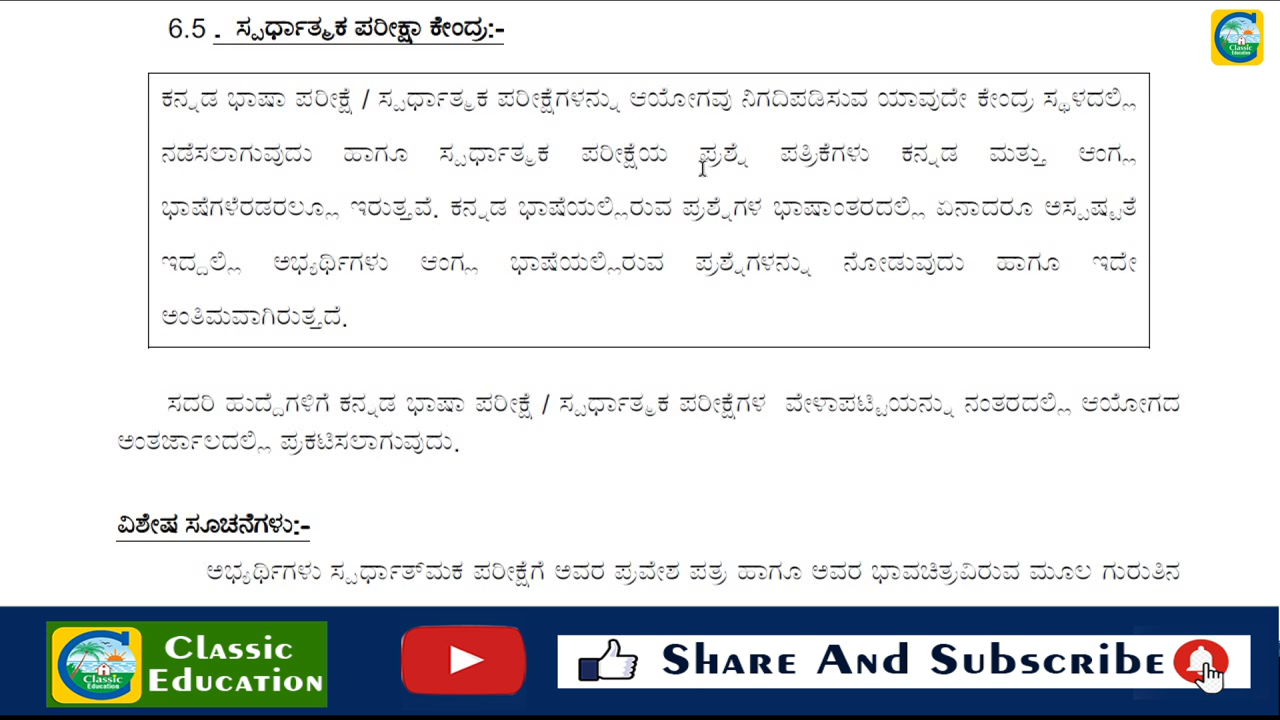 6.5 . ಸ್ಪರ್ಧಾತ್ಮಕ ಪರೀಕ್ಷಾ ಕೇಂದ್ರ:-
Classic
Education
ಕನ್ನಡ ಭಾಷಾ ಪರೀಕ್ಷೆ / ಸ್ಪರ್ಧಾತ್ಮಕ ಪರೀಕ್ಷೆಗಳನ್ನು ಆಯೋಗವು ನಿಗದಿಪಡಿಸುವ ಯಾವುದೇ ಕೇಂದ್ರ ಸ್ಥಳದಲ್ಲಿ
ನಡೆಸಲಾಗುವುದು ಹಾಗೂ ಸ್ಪರ್ಧಾತ್ಮಕ ಪರೀಕ್ಷೆಯ ಪ್ರಶ್ನೆ ಪತ್ರಿಕೆಗಳು ಕನ್ನಡ ಮತ್ತು ಆಂಗ್ಲ
ಭಾಷೆಗಳೆರಡರಲ್ಲೂ ಇರುತ್ತವೆ. ಕನ್ನಡ ಭಾಷೆಯಲ್ಲಿರುವ ಪ್ರಶ್ನೆಗಳ ಭಾಷಾಂತರದಲ್ಲಿ ಏನಾದರೂ ಅಸ್ಪಷ್ಟತೆ
ಇದ್ದಲ್ಲಿ ಅಭ್ಯರ್ಥಿಗಳು ಆಂಗ್ಲ ಭಾಷೆಯಲ್ಲಿರುವ ಪ್ರಶ್ನೆಗಳನ್ನು ನೋಡುವುದು ಹಾಗೂ ಇದೇ
ಅಂತಿಮವಾಗಿರುತ್ತದೆ.
ಸದರಿ ಹುದ್ದೆಗಳಿಗೆ ಕನ್ನಡ ಭಾಷಾ ಪರೀಕ್ಷೆ / ಸ್ಪರ್ಧಾತ್ಮಕ ಪರೀಕ್ಷೆಗಳ ವೇಳಾಪಟ್ಟಿಯನ್ನು ನಂತರದಲ್ಲಿ ಆಯೋಗದ
ಅಂತರ್ಜಾಲದಲ್ಲಿ ಪ್ರಕಟಿಸಲಾಗುವುದು.
ವಿಶೇಷ ಸೂಚನೆಗಳು:-
ಅಭ್ಯರ್ಥಿಗಳು ಸ್ಪರ್ಧಾತ್‌ಮಕ ಪರೀಕ್ಷೆಗೆ ಅವರ ಪ್ರವೇಶ ಪತ್ರ ಹಾಗೂ ಅವರ ಭಾವಚಿತ್ರವಿರುವ ಮೂಲ ಗುರುತಿನ
Classic
Education
Classic
Education
Share And Subscribe